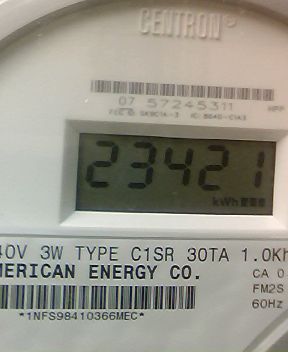 CENTRON®
07 57245311
23421
kWh
40V 3W TYPE C1SR 30TA 1.0Kh
MERICAN ENERGY CO.
CA 0
FM2S
60Hz
*1NFS98410366MEC*